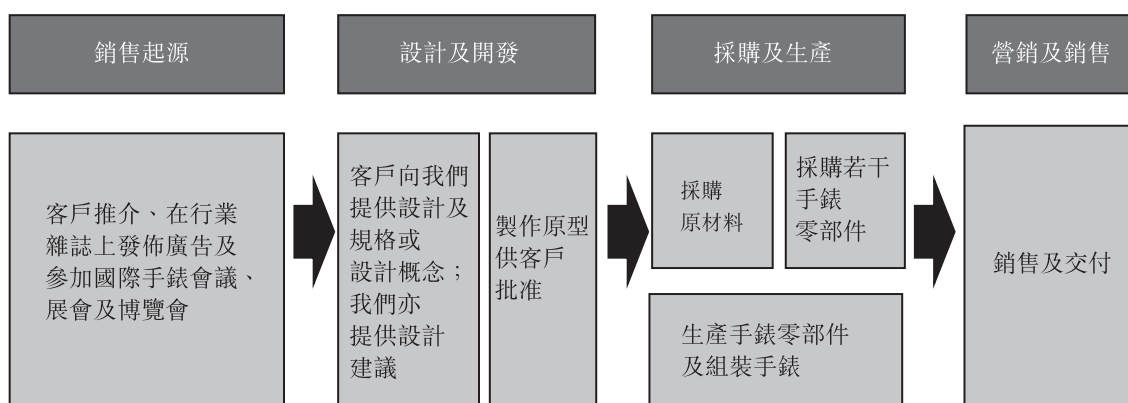 銷售起源
設計及開發
採購及生產
營銷及銷售
客戶推介、在行業
雜誌上發佈廣告及
參加國際手錶會議、
展會及博覽會
客戶向我們
提供設計及
規格或
設計概念；
我們亦
提供設計
建議
製作原型
供客戶
批准
採購
原材料
採購若干
手錶
零部件
生產手錶零部件
及組裝手錶
銷售及交付